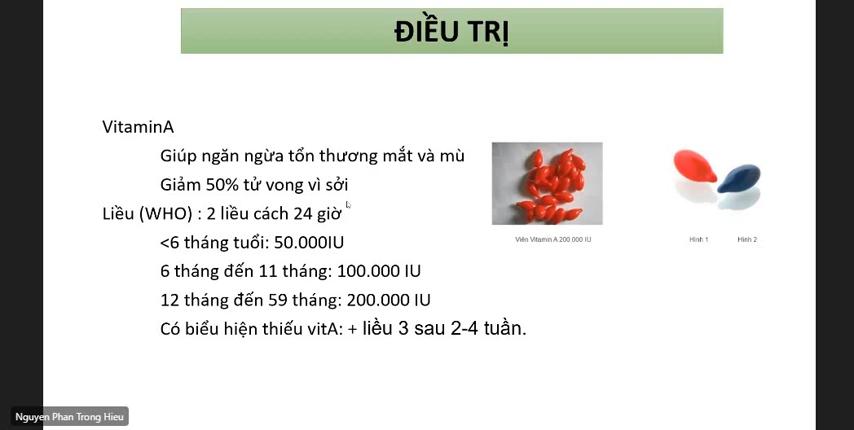 ĐIỀU TRỊ
VitaminA
Giúp ngăn ngừa tổn thương mắt và mù
Giảm 50% tử vong vì sởi
Liều (WHO) : 2 liều cách 24 giờ
<6 tháng tuổi: 50.000IU
6 tháng đến 11 tháng: 100.000 IU
12 tháng đến 59 tháng: 200.000 IU
Có biểu hiện thiếu vitA: + liều 3 sau 2-4 tuần.
Viên Vitamin A 200.000 IU
Hình 1
Hình 2
Nguyen Phan Trong Hieu